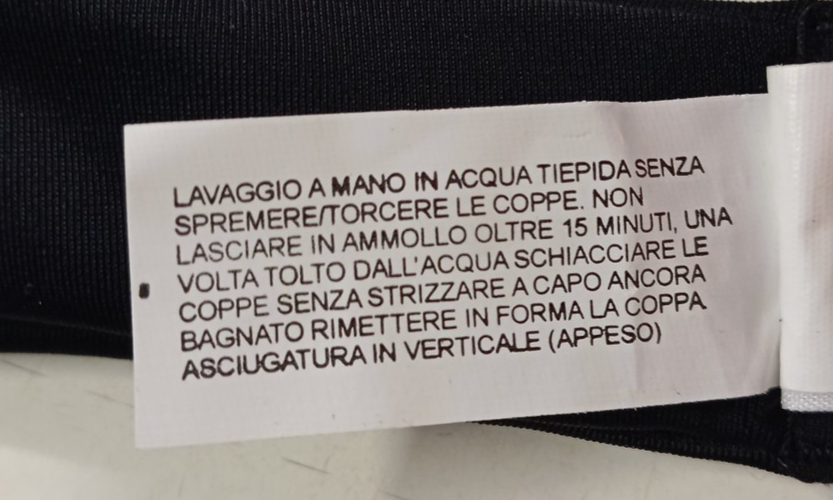 LAVAGGIO A MANO IN ACQUA TIEPIDA SENZA
SPREMERE/TORCERE LE COPPE. NON
LASCIARE IN AMMOLLO OLTRE 15 MINUTI, UNA
VOLTA TOLTO DALL'ACQUA SCHIACCIARE LE
COPPE SENZA STRIZZARE A CAPO ANCORA
BAGNATO RIMETTERE IN FORMA LA COPPA
ASCIUGATURA IN VERTICALE (APPESO)